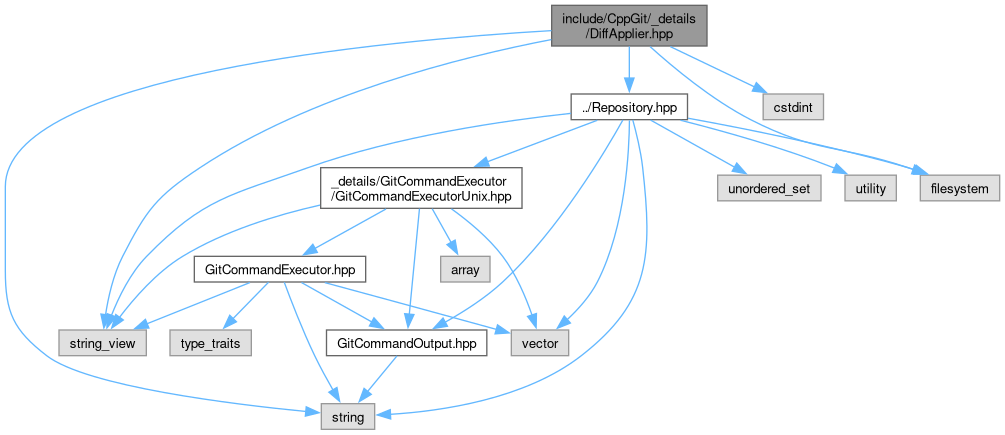 include/CppGit/_details
/DiffApplier.hpp
cstdint
../Repository.hpp
_details/GitCommandExecutor
/GitCommandExecutorUnix.hpp
unordered_set
utility
filesystem
GitCommandExecutor.hpp
array
string_view
type_traits
GitCommandOutput.hpp
vector
string